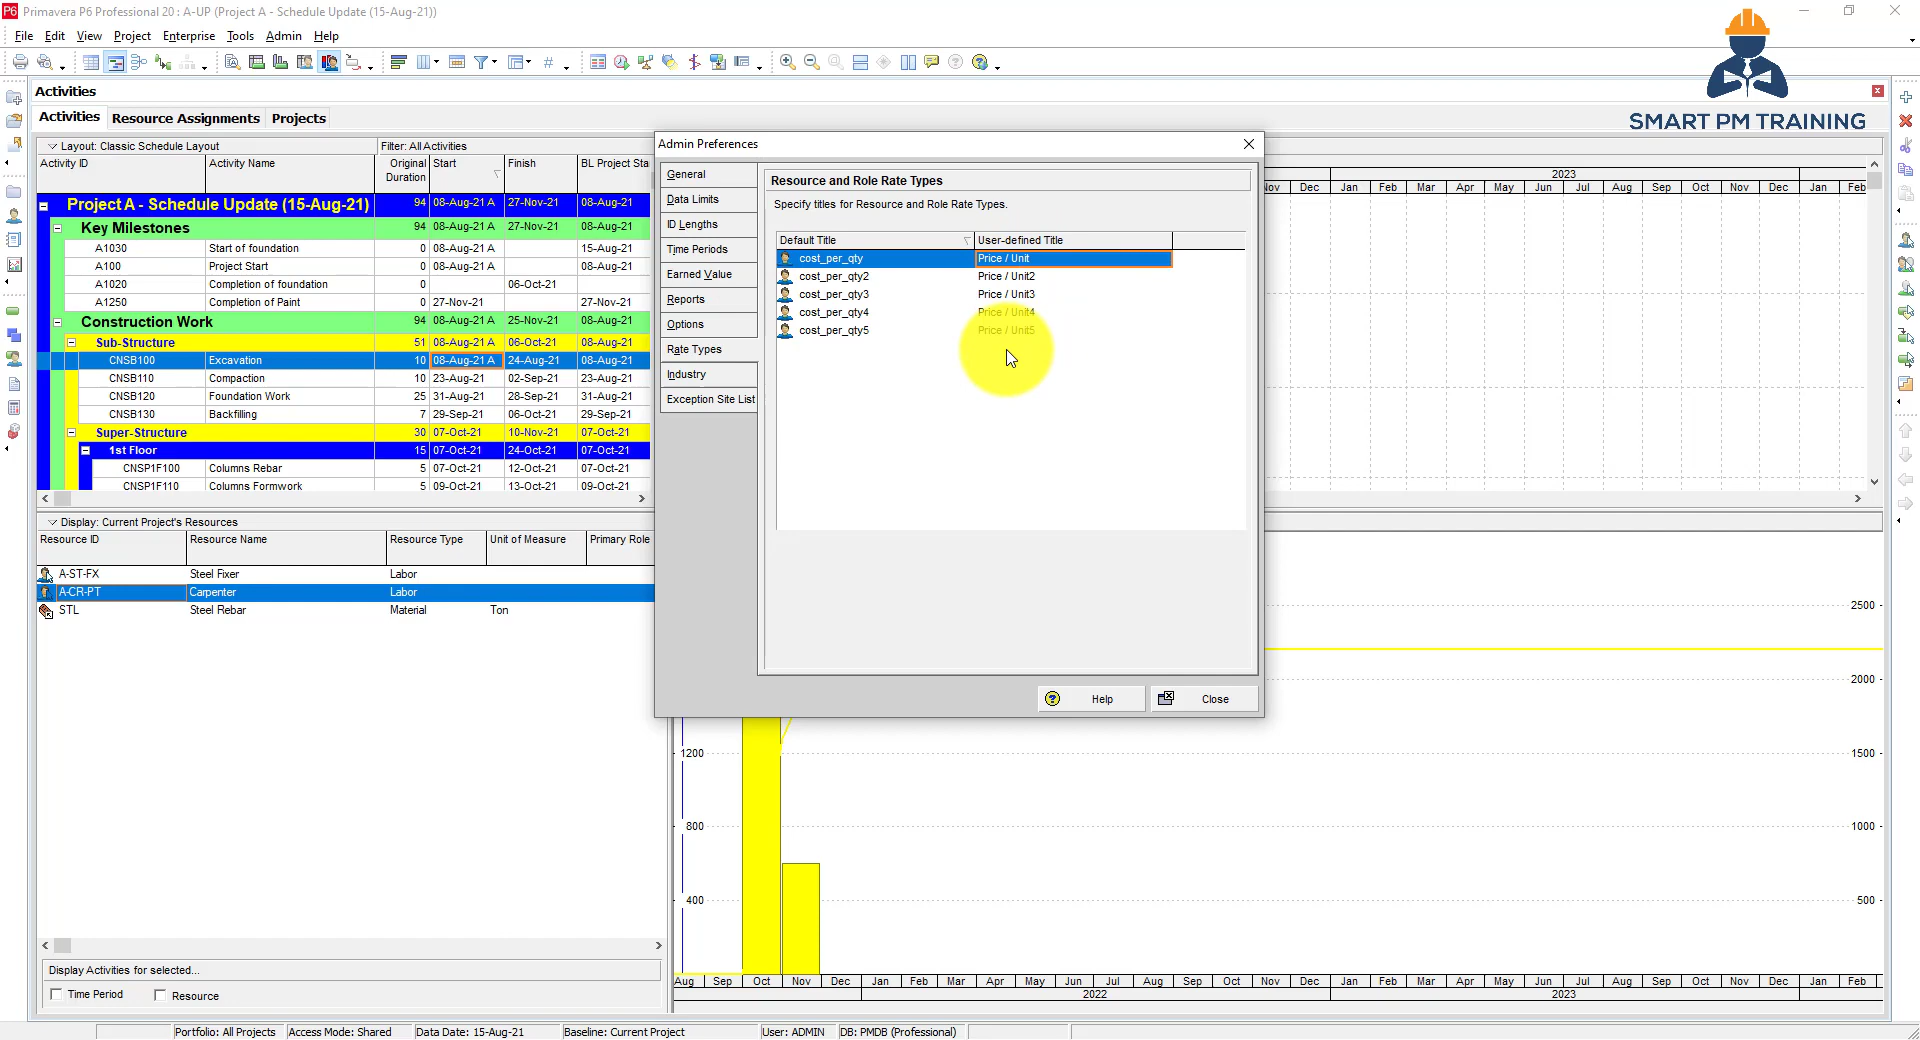 P6 Primavera P6 Professional 20 : A-UP (Project A - Schedule Update (15-Aug-21))
File Edit View Project Enterprise Tools Admin Help
SMART PM TRAINING
Activities
Activities Resource Assignments Projects
Layout: Classic Schedule Layout Filter: All Activities
Activity ID Activity Name Original Duration Start Finish BL Project Sta
Project A - Schedule Update (15-Aug-21) 94 08-Aug-21 A 27-Nov-21 08-Aug-21
Key Milestones 94 08-Aug-21 A 27-Nov-21 08-Aug-21
A1030 Start of foundation 0 08-Aug-21 A 15-Aug-21
A100 Project Start 0 08-Aug-21 A 08-Aug-21
A1020 Completion of foundation 0 06-Oct-21
A1250 Completion of Paint 0 27-Nov-21 27-Nov-21
Construction Work 94 08-Aug-21 A 25-Nov-21 08-Aug-21
Sub-Structure 51 08-Aug-21 A 06-Oct-21 08-Aug-21
CNSB100 Excavation 10 08-Aug-21 A 24-Aug-21 08-Aug-21
CNSB110 Compaction 10 23-Aug-21 02-Sep-21 23-Aug-21
CNSB120 Foundation Work 25 31-Aug-21 28-Sep-21 31-Aug-21
CNSB130 Backfilling 7 29-Sep-21 06-Oct-21 29-Sep-21
Super-Structure 30 07-Oct-21 10-Nov-21 07-Oct-21
1st Floor 15 07-Oct-21 24-Oct-21 07-Oct-21
CNSP1F100 Columns Rebar 5 07-Oct-21 12-Oct-21 07-Oct-21
CNSP1F110 Columns Formwork 5 09-Oct-21 13-Oct-21 09-Oct-21
2023
Nov Dec Jan Feb Mar Apr May Jun Jul Aug Sep Oct Nov Dec Jan Feb
Admin Preferences
General
Data Limits
ID Lengths
Time Periods
Earned Value
Reports
Options
Rate Types
Industry
Exception Site List
Resource and Role Rate Types
Specify titles for Resource and Role Rate Types.
Default Title User-defined Title
cost_per_qty Price / Unit
cost_per_qty2 Price / Unit2
cost_per_qty3 Price / Unit3
cost_per_qty4 Price / Unit4
cost_per_qty5 Price / Unit5
Help Close
Display: Current Project's Resources
Resource ID Resource Name Resource Type Unit of Measure Primary Role
A-ST-FX Steel Fixer Labor
A-CR-PT Carpenter Labor
STL Steel Rebar Material Ton
Display Activities for selected...
Time Period Resource
2500
2000
1200 1500
800 1000
400 500
Aug Sep Oct Nov Dec Jan Feb Mar Apr May Jun Jul Aug Sep Oct Nov Dec Jan Feb Mar Apr May Jun Jul Aug Sep Oct Nov Dec Jan Feb
2022 2023
Portfolio: All Projects Access Mode: Shared Data Date: 15-Aug-21 Baseline: Current Project User: ADMIN DB: PMDB (Professional)